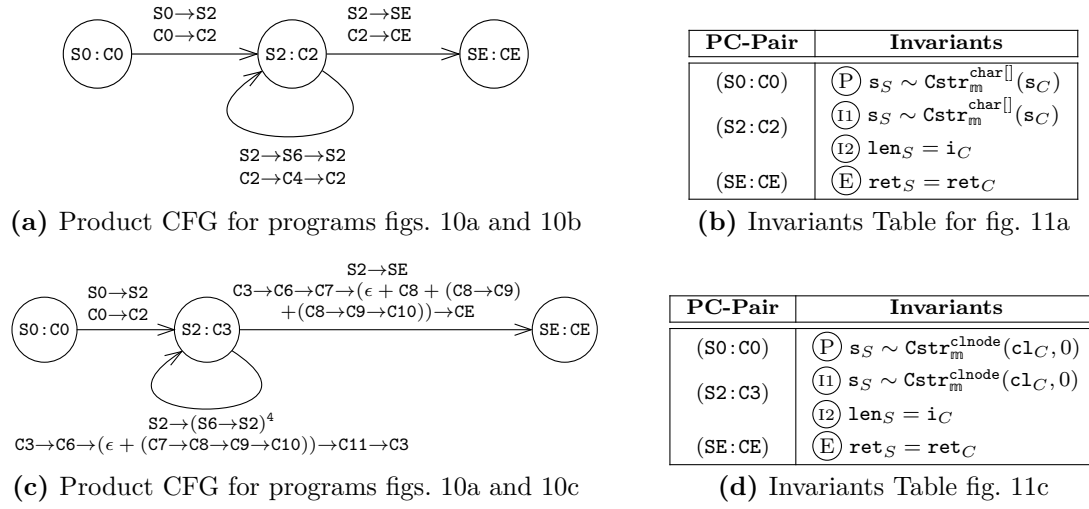 S0→S2
C0→C2
S2→SE
C2→CE
S0:C0
S2:C2
SE:CE
S2→S6→S2
C2→C4→C2
(a) Product CFG for programs figs. 10a and 10b
PC-Pair Invariants
(S0:C0) Ⓟ s_S ∼ Cstr_𝕞^char[](s_C)
(S2:C2) (I1) s_S ∼ Cstr_𝕞^char[](s_C)
(I2) len_S = i_C
(SE:CE) Ⓔ ret_S = ret_C
(b) Invariants Table for fig. 11a
S0→S2
C0→C2
S2→SE
C3→C6→C7→(ϵ + C8 + (C8→C9)
+(C8→C9→C10))→CE
S0:C0
S2:C3
SE:CE
S2→(S6→S2)^4
C3→C6→(ϵ + (C7→C8→C9→C10))→C11→C3
(c) Product CFG for programs figs. 10a and 10c
PC-Pair Invariants
(S0:C0) Ⓟ s_S ∼ Cstr_𝕞^clnode(cl_C, 0)
(S2:C3) (I1) s_S ∼ Cstr_𝕞^clnode(cl_C, 0)
(I2) len_S = i_C
(SE:CE) Ⓔ ret_S = ret_C
(d) Invariants Table fig. 11c